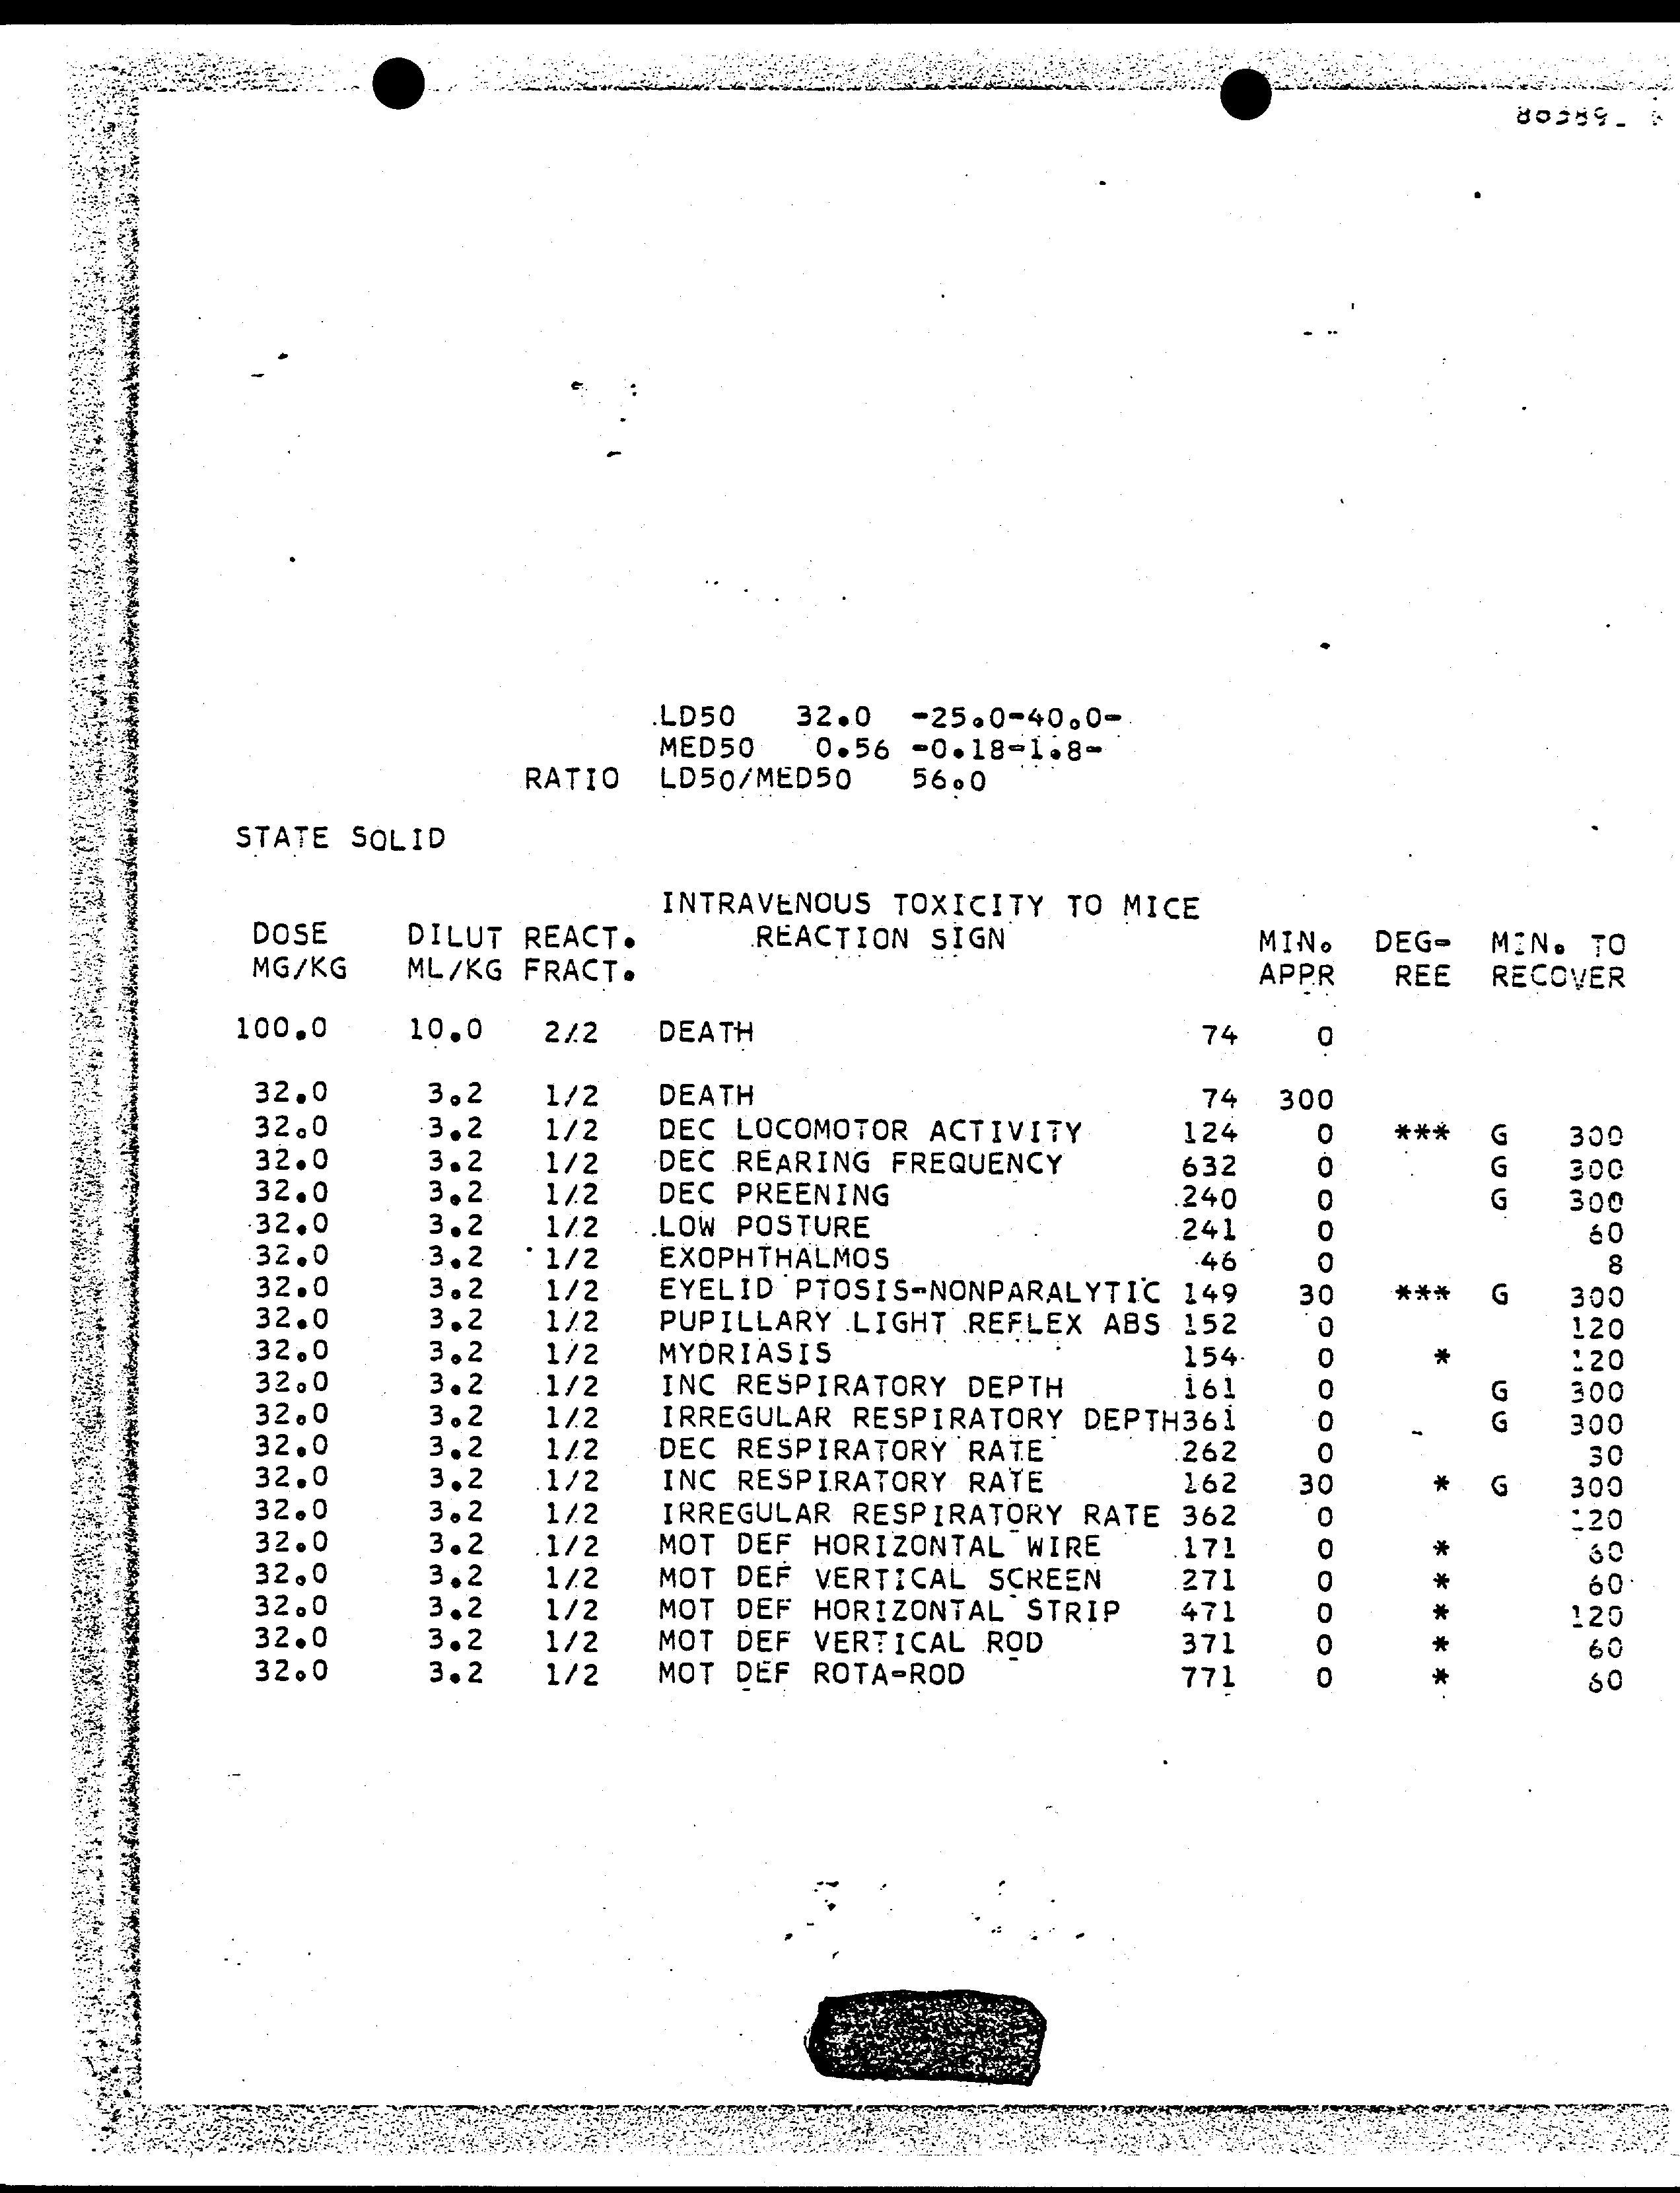 LD50 32.0 -25.0-40.0-
MED50 0.56 -0.18-1.8-
RATIO LD50/MED50 56.0
STATE SOLID
INTRAVENOUS TOXICITY TO MICE
DOSE DILUT REACT. REACTION SIGN MIN. DEG- MIN. TO
MG/KG ML/KG FRACT. APPR REE RECOVER
100.0 10.0 2/2 DEATH 74 0
32.0 3.2 1/2 DEATH 74 300
32.0 3.2 1/2 DEC LOCOMOTOR ACTIVITY 124 0 *** G 300
32.0 3.2 1/2 DEC REARING FREQUENCY 632 0 G 300
32.0 3.2 1/2 DEC PREENING 240 0 G 300
32.0 3.2 1/2 LOW POSTURE 241 0 60
32.0 3.2 1/2 EXOPHTHALMOS 46 0 8
32.0 3.2 1/2 EYELID PTOSIS-NONPARALYTIC 149 30 *** G 300
32.0 3.2 1/2 PUPILLARY LIGHT REFLEX ABS 152 0 120
32.0 3.2 1/2 MYDRIASIS 154 0 * 120
32.0 3.2 1/2 INC RESPIRATORY DEPTH 161 0 G 300
32.0 3.2 1/2 IRREGULAR RESPIRATORY DEPTH361 0 G 300
32.0 3.2 1/2 DEC RESPIRATORY RATE 262 0 30
32.0 3.2 1/2 INC RESPIRATORY RATE 162 30 * G 300
32.0 3.2 1/2 IRREGULAR RESPIRATORY RATE 362 0 120
32.0 3.2 1/2 MOT DEF HORIZONTAL WIRE 171 0 * 60
32.0 3.2 1/2 MOT DEF VERTICAL SCREEN 271 0 * 60
32.0 3.2 1/2 MOT DEF HORIZONTAL STRIP 471 0 * 120
32.0 3.2 1/2 MOT DEF VERTICAL ROD 371 0 * 60
32.0 3.2 1/2 MOT DEF ROTA-ROD 771 0 * 60